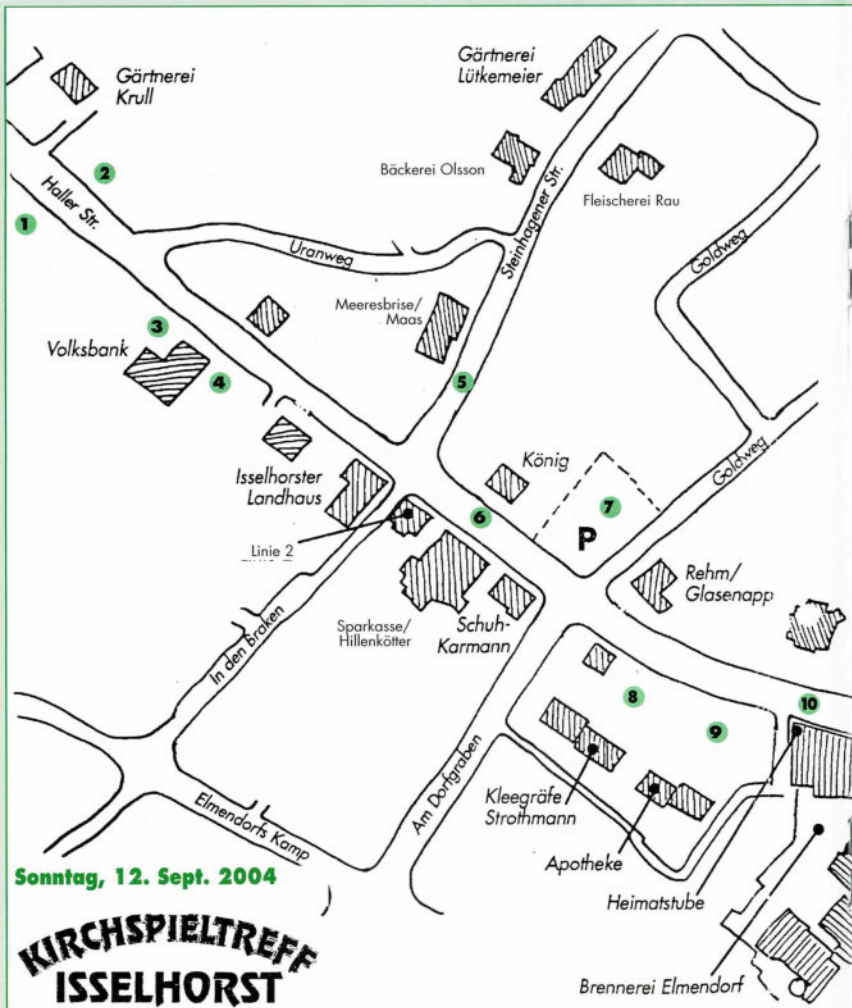 Gärtnerei
Krull
Gärtnerei
Lütkemeier
Bäckerei Olsson
Fleischerei Rau
2
1
Haller Str.
Uranweg
Steinhagener Str.
Goldweg
Meeresbrise/
Maas
3
Volksbank
4
5
Isselhorster
Landhaus
König
Goldweg
6
7
P
Linie 2
Rehm/
Glasenapp
Sparkasse/
Hillenkötter
Schuh-
Karmann
In den Braken
8
9
10
Kleegräfe
Strothmann
Am Dorfgraben
Elmendorfs Kamp
Apotheke
Heimatstube
Brennerei Elmendorf
Sonntag, 12. Sept. 2004
KIRCHSPIELTREFF
ISSELHORST